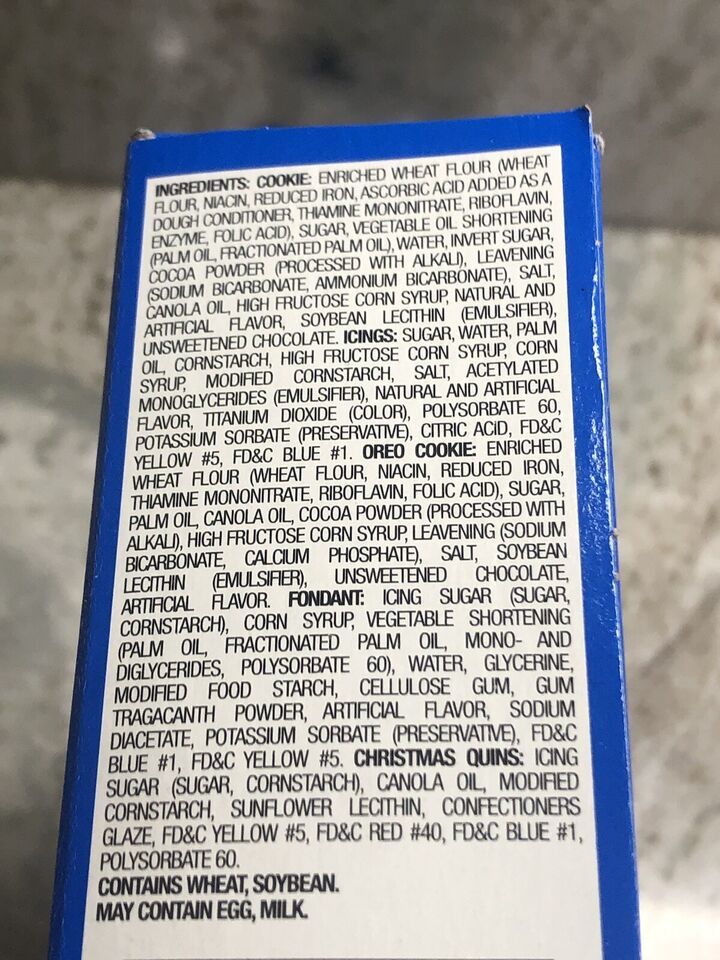 INGREDIENTS: COOKIE: ENRICHED WHEAT FLOUR (WHEAT
FLOUR, NIACIN, REDUCED IRON, ASCORBIC ACID ADDED AS A
DOUGH CONDITIONER, THIAMINE MONONITRATE, RIBOFLAVIN,
ENZYME, FOLIC ACID), SUGAR, VEGETABLE OIL SHORTENING
(PALM OIL, FRACTIONATED PALM OIL), WATER, INVERT SUGAR,
COCOA POWDER (PROCESSED WITH ALKALI), LEAVENING
(SODIUM BICARBONATE, AMMONIUM BICARBONATE), SALT,
CANOLA OIL, HIGH FRUCTOSE CORN SYRUP, NATURAL AND
ARTIFICIAL FLAVOR, SOYBEAN LECITHIN (EMULSIFIER),
UNSWEETENED CHOCOLATE. ICINGS: SUGAR, WATER, PALM
OIL, CORNSTARCH, HIGH FRUCTOSE CORN SYRUP, CORN
SYRUP, MODIFIED CORNSTARCH, SALT, ACETYLATED
MONOGLYCERIDES (EMULSIFIER), NATURAL AND ARTIFICIAL
FLAVOR, TITANIUM DIOXIDE (COLOR), POLYSORBATE 60,
POTASSIUM SORBATE (PRESERVATIVE), CITRIC ACID, FD&C
YELLOW #5, FD&C BLUE #1. OREO COOKIE: ENRICHED
WHEAT FLOUR (WHEAT FLOUR, NIACIN, REDUCED IRON,
THIAMINE MONONITRATE, RIBOFLAVIN, FOLIC ACID), SUGAR,
PALM OIL, CANOLA OIL, COCOA POWDER (PROCESSED WITH
ALKALI), HIGH FRUCTOSE CORN SYRUP, LEAVENING (SODIUM
BICARBONATE, CALCIUM PHOSPHATE), SALT, SOYBEAN
LECITHIN (EMULSIFIER), UNSWEETENED CHOCOLATE,
ARTIFICIAL FLAVOR. FONDANT: ICING SUGAR (SUGAR,
CORNSTARCH), CORN SYRUP, VEGETABLE SHORTENING
(PALM OIL, FRACTIONATED PALM OIL, MONO- AND
DIGLYCERIDES, POLYSORBATE 60), WATER, GLYCERINE,
MODIFIED FOOD STARCH, CELLULOSE GUM, GUM
TRAGACANTH POWDER, ARTIFICIAL FLAVOR, SODIUM
DIACETATE, POTASSIUM SORBATE (PRESERVATIVE), FD&C
BLUE #1, FD&C YELLOW #5. CHRISTMAS QUINS: ICING
SUGAR (SUGAR, CORNSTARCH), CANOLA OIL, MODIFIED
CORNSTARCH, SUNFLOWER LECITHIN, CONFECTIONERS
GLAZE, FD&C YELLOW #5, FD&C RED #40, FD&C BLUE #1,
POLYSORBATE 60.
CONTAINS WHEAT, SOYBEAN.
MAY CONTAIN EGG, MILK.